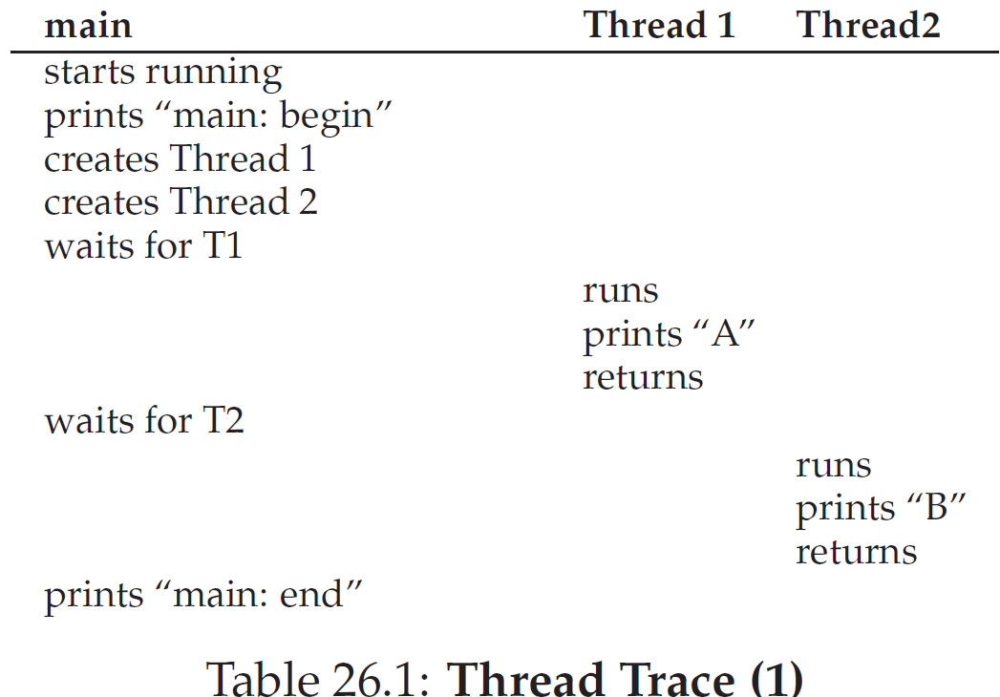 main Thread 1 Thread2
starts running
prints “main: begin”
creates Thread 1
creates Thread 2
waits for T1
runs
prints “A”
returns
waits for T2
runs
prints “B”
returns
prints “main: end”
Table 26.1: Thread Trace (1)